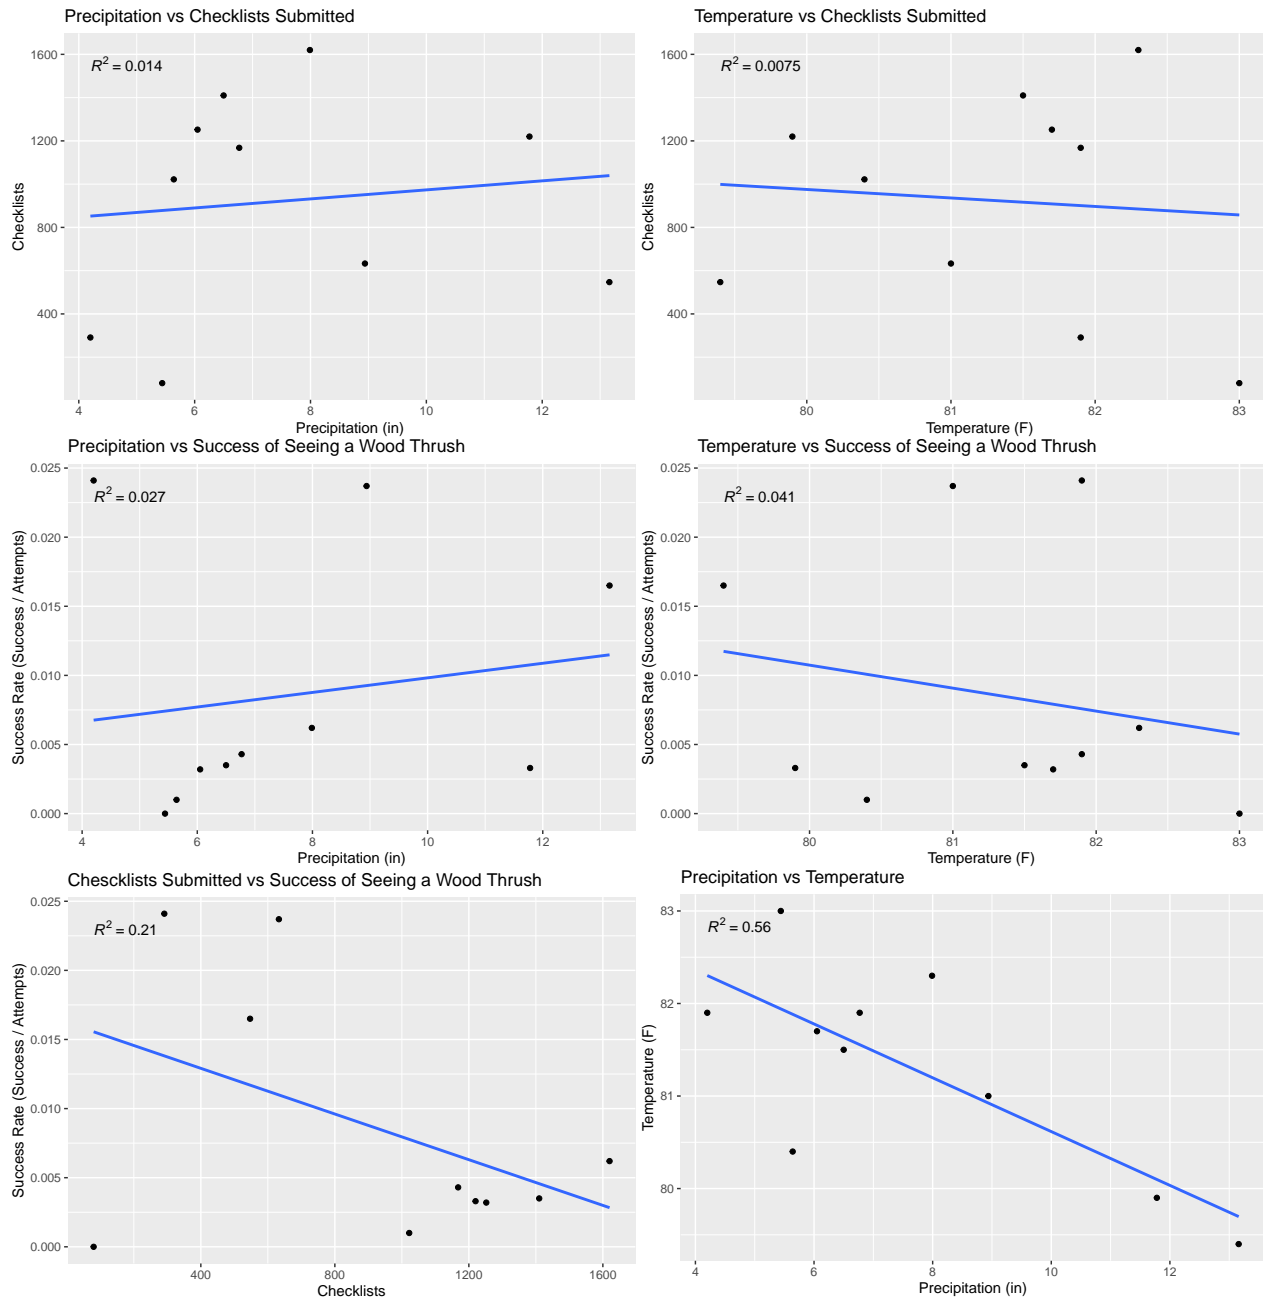 Precipitation vs Checklists Submitted
R2 = 0.014
1600
1200
800
400
Checklists
4 6 8 10 12
Precipitation (in)
Temperature vs Checklists Submitted
R2 = 0.0075
1600
1200
800
400
Checklists
80 81 82 83
Temperature (F)
Precipitation vs Success of Seeing a Wood Thrush
R2 = 0.027
0.025
0.020
0.015
0.010
0.005
0.000
Success Rate (Success / Attempts)
4 6 8 10 12
Precipitation (in)
Temperature vs Success of Seeing a Wood Thrush
R2 = 0.041
0.025
0.020
0.015
0.010
0.005
0.000
Success Rate (Success / Attempts)
80 81 82 83
Temperature (F)
Chescklists Submitted vs Success of Seeing a Wood Thrush
R2 = 0.21
0.025
0.020
0.015
0.010
0.005
0.000
Success Rate (Success / Attempts)
400 800 1200 1600
Checklists
Precipitation vs Temperature
R2 = 0.56
83
82
81
80
Temperature (F)
4 6 8 10 12
Precipitation (in)